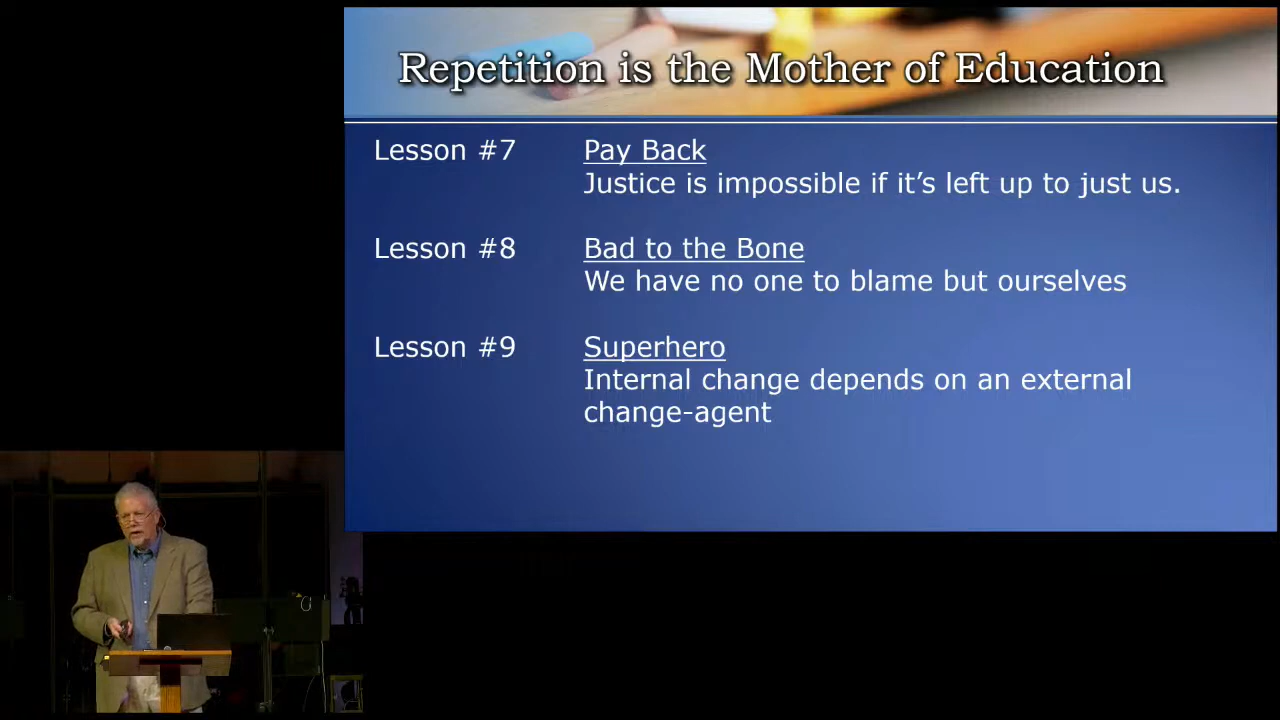 Repetition is the Mother of Education
Lesson #7 Pay Back
Justice is impossible if it’s left up to just us.
Lesson #8 Bad to the Bone
We have no one to blame but ourselves
Lesson #9 Superhero
Internal change depends on an external
change-agent